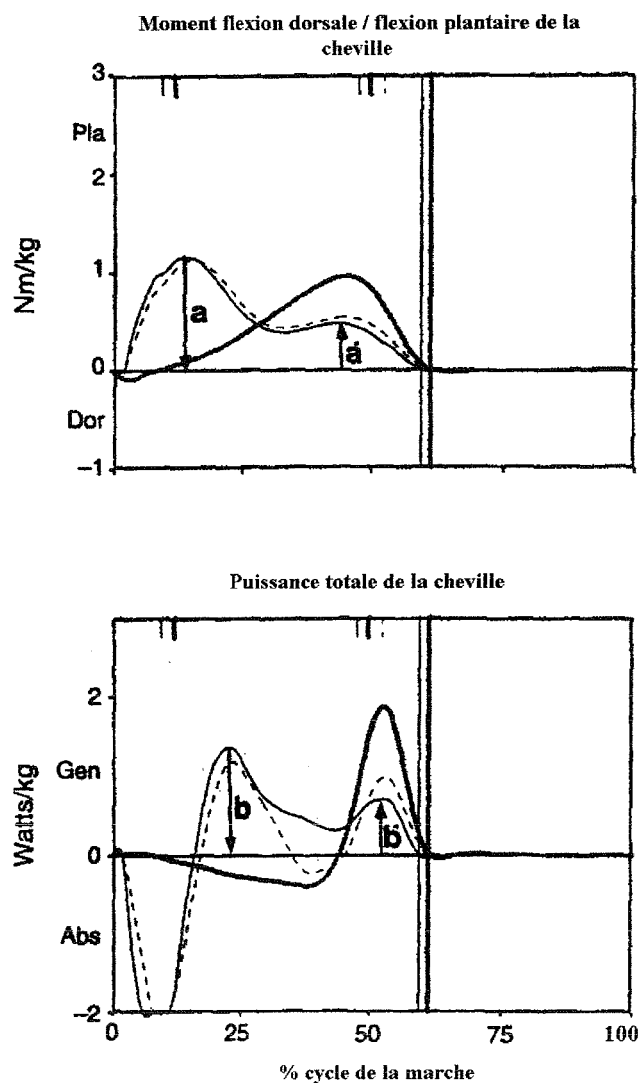 Moment flexion dorsale / flexion plantaire de la
cheville
3
Pla
2
Nm/kg
1
a
a'
0
Dor
-1
Puissance totale de la cheville
2
Gen
Watts/kg
b
b'
0
Abs
-2
0 25 50 75 100
% cycle de la marche